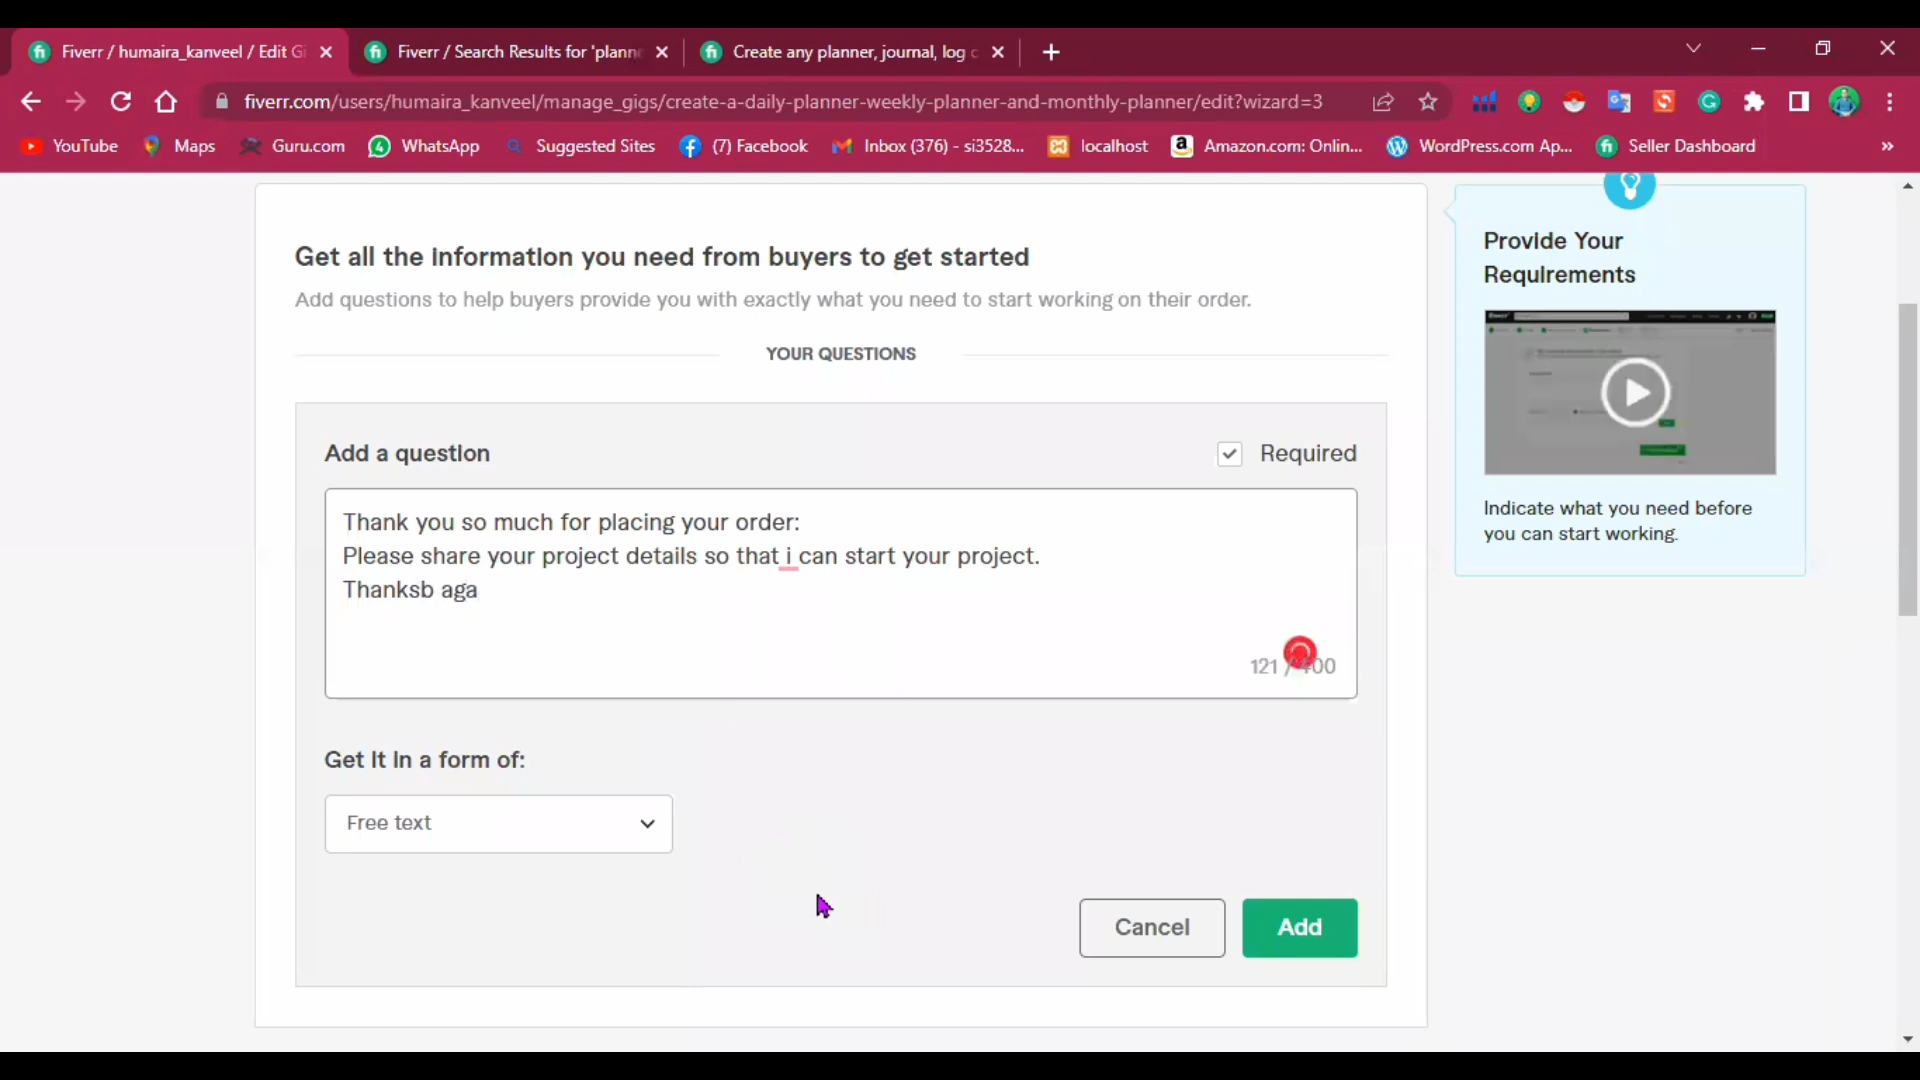 Fiverr / humaira_kanveel / Edit Gi
Fiverr / Search Results for 'plann
Create any planner, journal, log c
fiverr.com/users/humaira_kanveel/manage_gigs/create-a-daily-planner-weekly-planner-and-monthly-planner/edit?wizard=3
YouTube
Maps
Guru.com
WhatsApp
Suggested Sites
(7) Facebook
Inbox (376) - si3528...
localhost
Amazon.com: Onlin...
WordPress.com Ap...
Seller Dashboard
»
Get all the information you need from buyers to get started
Add questions to help buyers provide you with exactly what you need to start working on their order.
YOUR QUESTIONS
Add a question
Required
Thank you so much for placing your order:
Please share your project details so that i can start your project.
Thanksb aga
121 / 400
Get It In a form of:
Free text
Cancel
Add
Provide Your
Requirements
Indicate what you need before
you can start working.